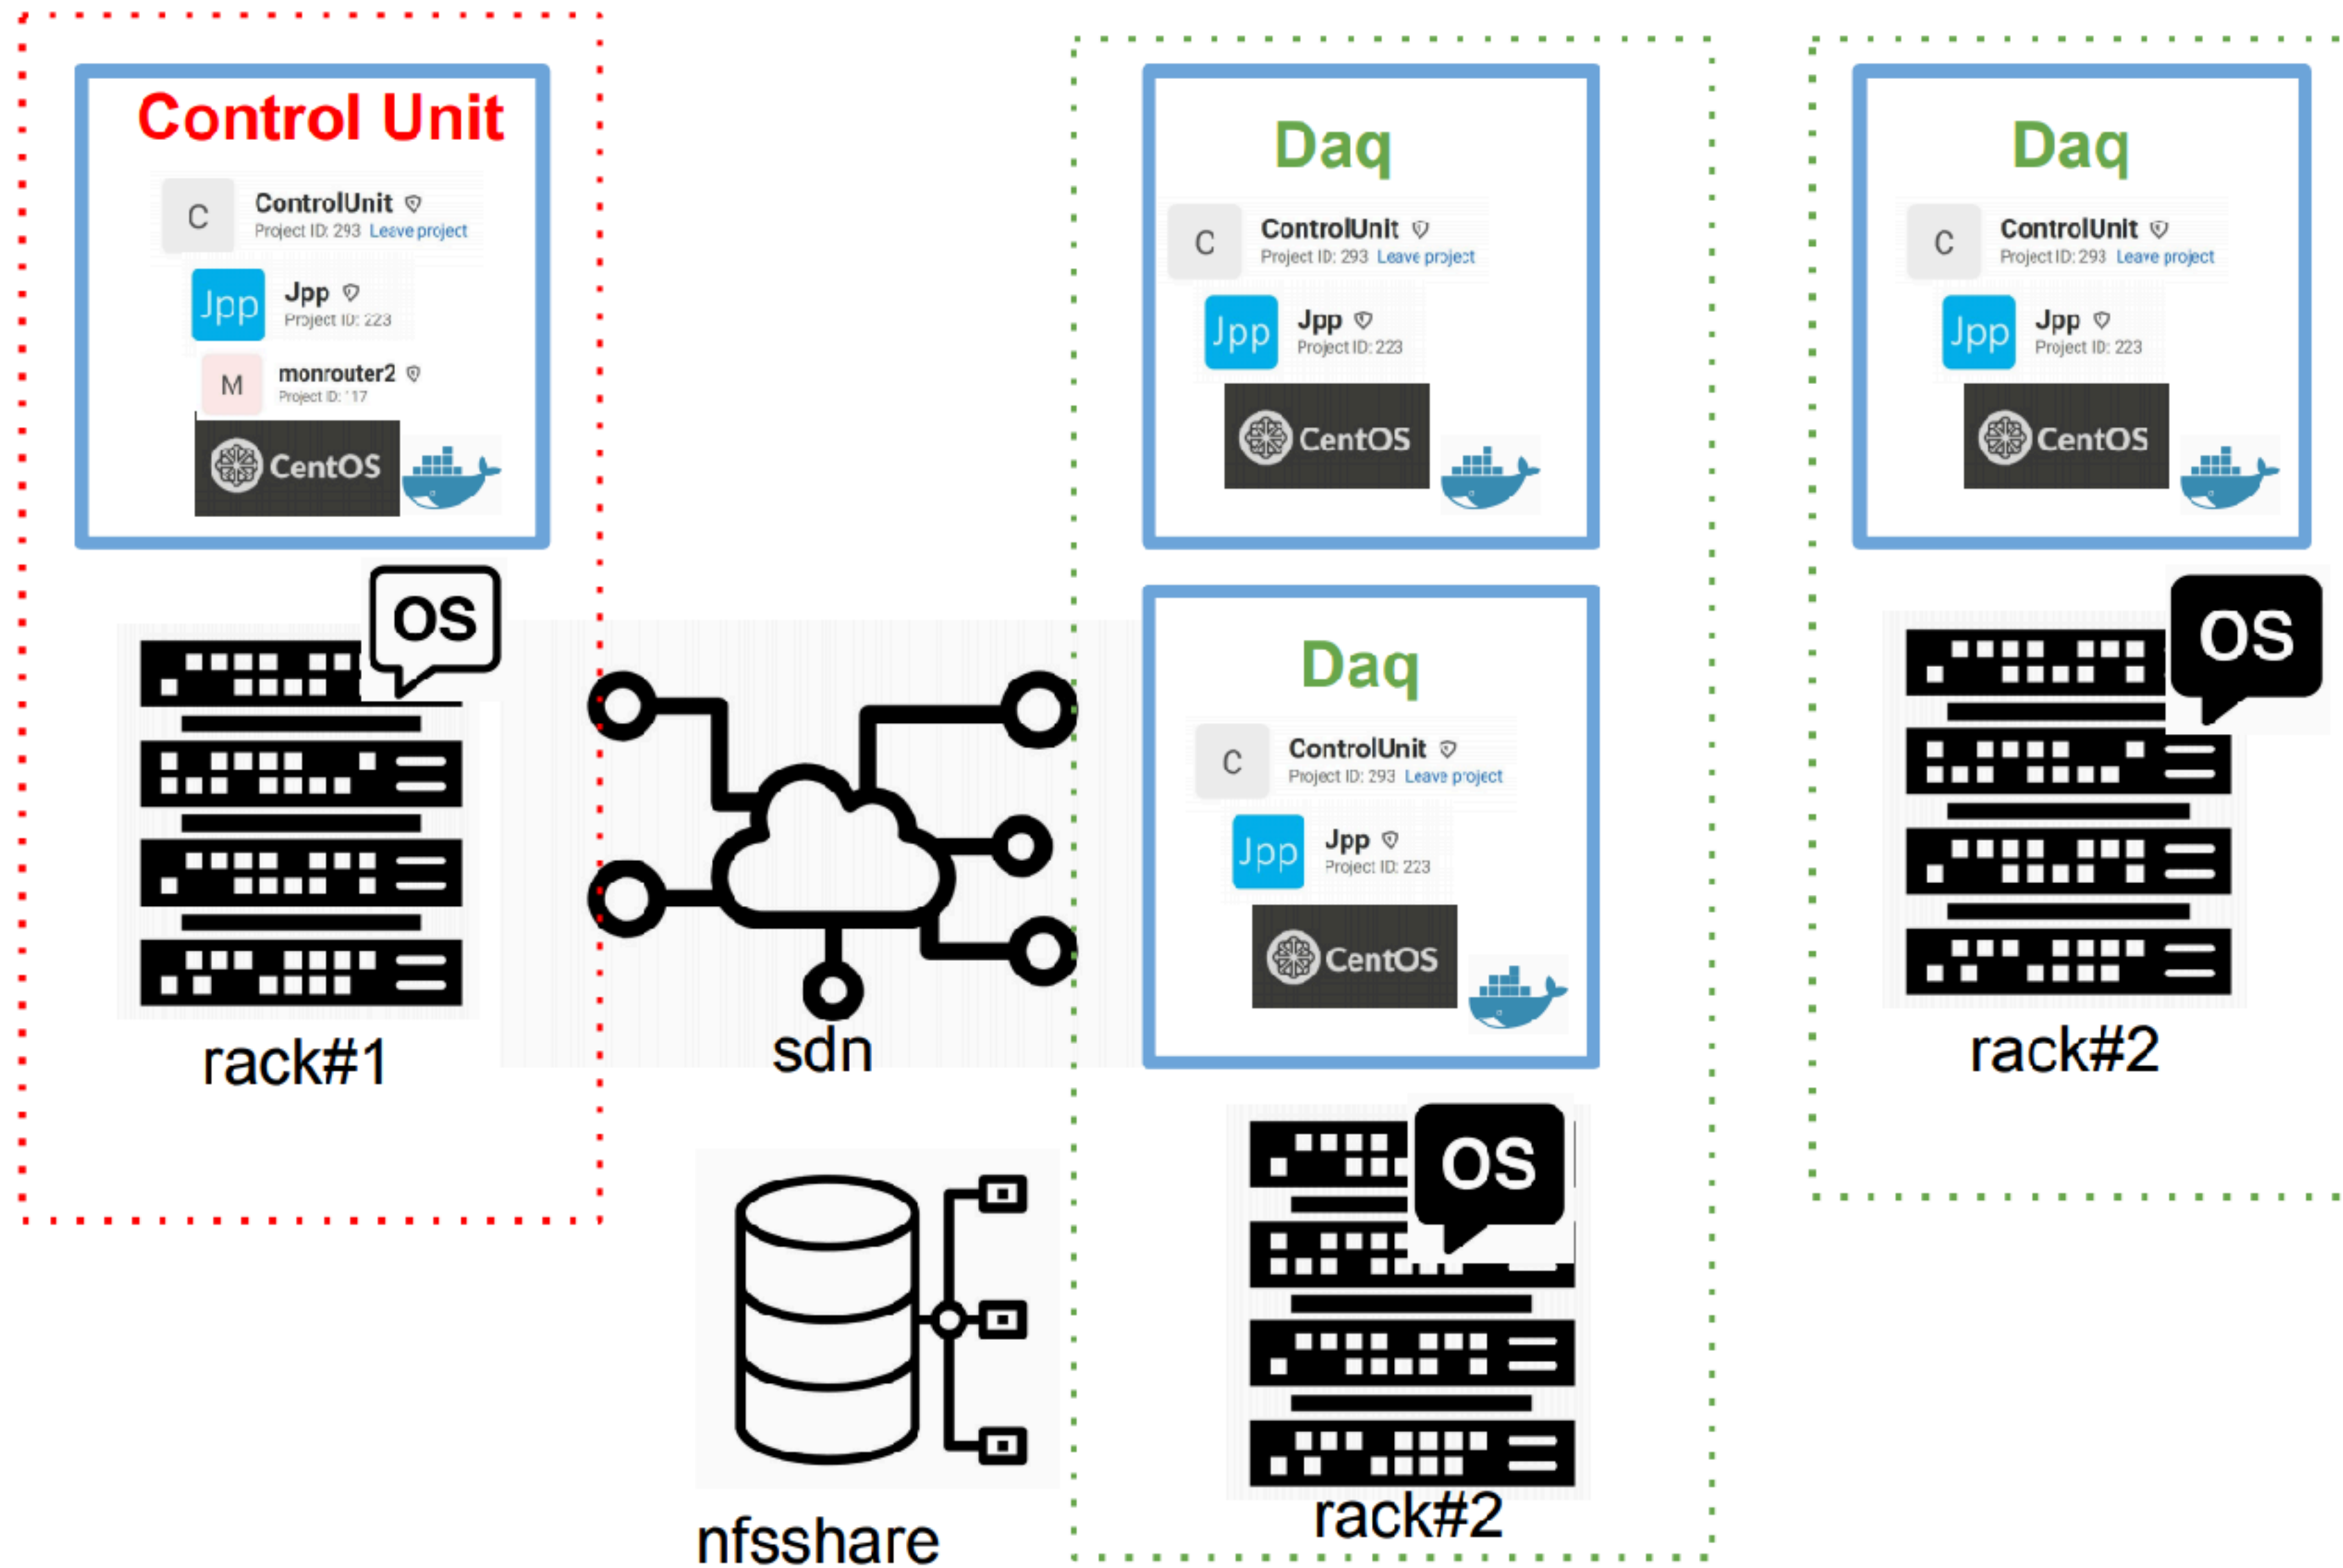 Control Unit
C
ControlUnit
Project ID: 293 Leave project
Jpp
Jpp
Project ID: 223
M
monrouter2
Project ID: 117
CentOS
OS
rack#1
sdn
nfsshare
Daq
C
ControlUnit
Project ID: 293 Leave project
Jpp
Jpp
Project ID: 223
CentOS
Daq
C
ControlUnit
Project ID: 293 Leave project
Jpp
Jpp
Project ID: 223
CentOS
OS
rack#2
Daq
C
ControlUnit
Project ID: 293 Leave project
Jpp
Jpp
Project ID: 223
CentOS
OS
rack#2